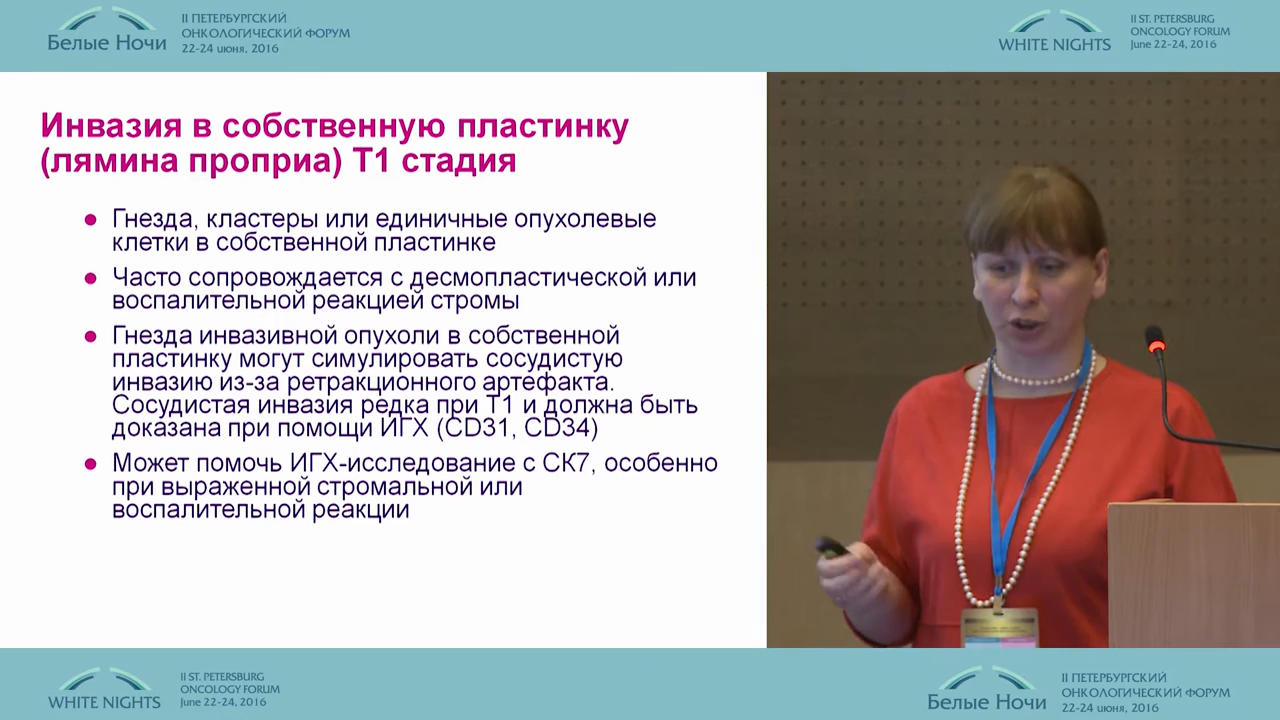 Белые Ночи
II ПЕТЕРБУРГСКИЙ
ОНКОЛОГИЧЕСКИЙ ФОРУМ
22-24 июня, 2016
WHITE NIGHTS
II ST. PETERSBURG
ONCOLOGY FORUM
June 22-24, 2016
Инвазия в собственную пластинку
(лямина проприа) Т1 стадия
● Гнезда, кластеры или единичные опухолевые
клетки в собственной пластинке
● Часто сопровождается с десмопластической или
воспалительной реакцией стромы
● Гнезда инвазивной опухоли в собственной
пластинку могут симулировать сосудистую
инвазию из-за ретракционного артефакта.
Сосудистая инвазия редка при Т1 и должна быть
доказана при помощи ИГХ (CD31, CD34)
● Может помочь ИГХ-исследование с СК7, особенно
при выраженной стромальной или
воспалительной реакции
WHITE NIGHTS
II ST. PETERSBURG
ONCOLOGY FORUM
June 22-24, 2016
Белые Ночи
II ПЕТЕРБУРГСКИЙ
ОНКОЛОГИЧЕСКИЙ ФОРУМ
22-24 июня, 2016